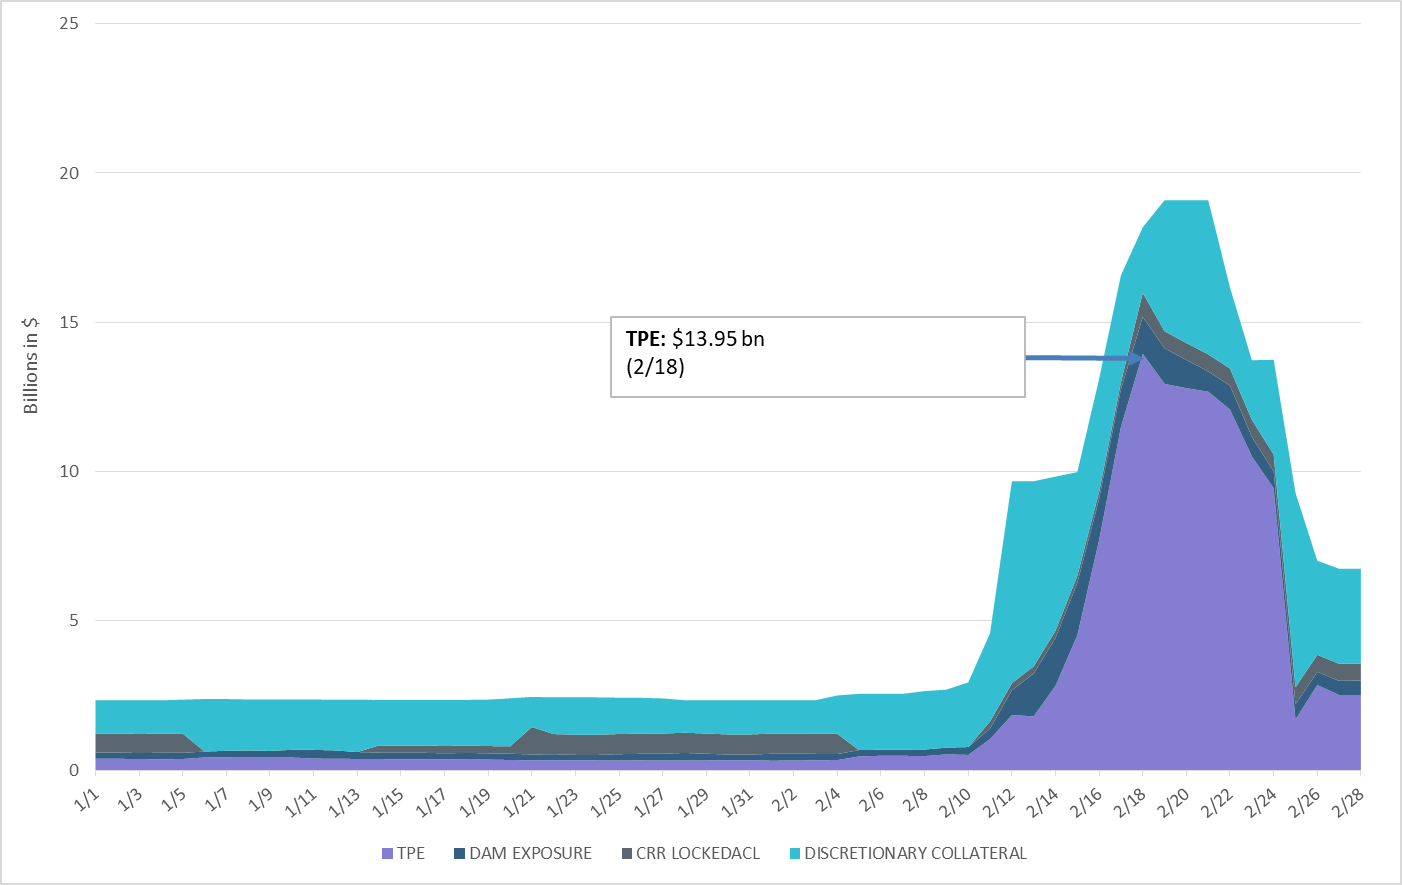 25
20
15
10
5
0
Billions in $
TPE: $13.95 bn
(2/18)
1/1 1/3 1/5 1/7 1/9 1/11 1/13 1/15 1/17 1/19 1/21 1/23 1/25 1/27 1/29 1/31 2/2 2/4 2/6 2/8 2/10 2/12 2/14 2/16 2/18 2/20 2/22 2/24 2/26 2/28
TPE DAM EXPOSURE CRR LOCKEDACL DISCRETIONARY COLLATERAL